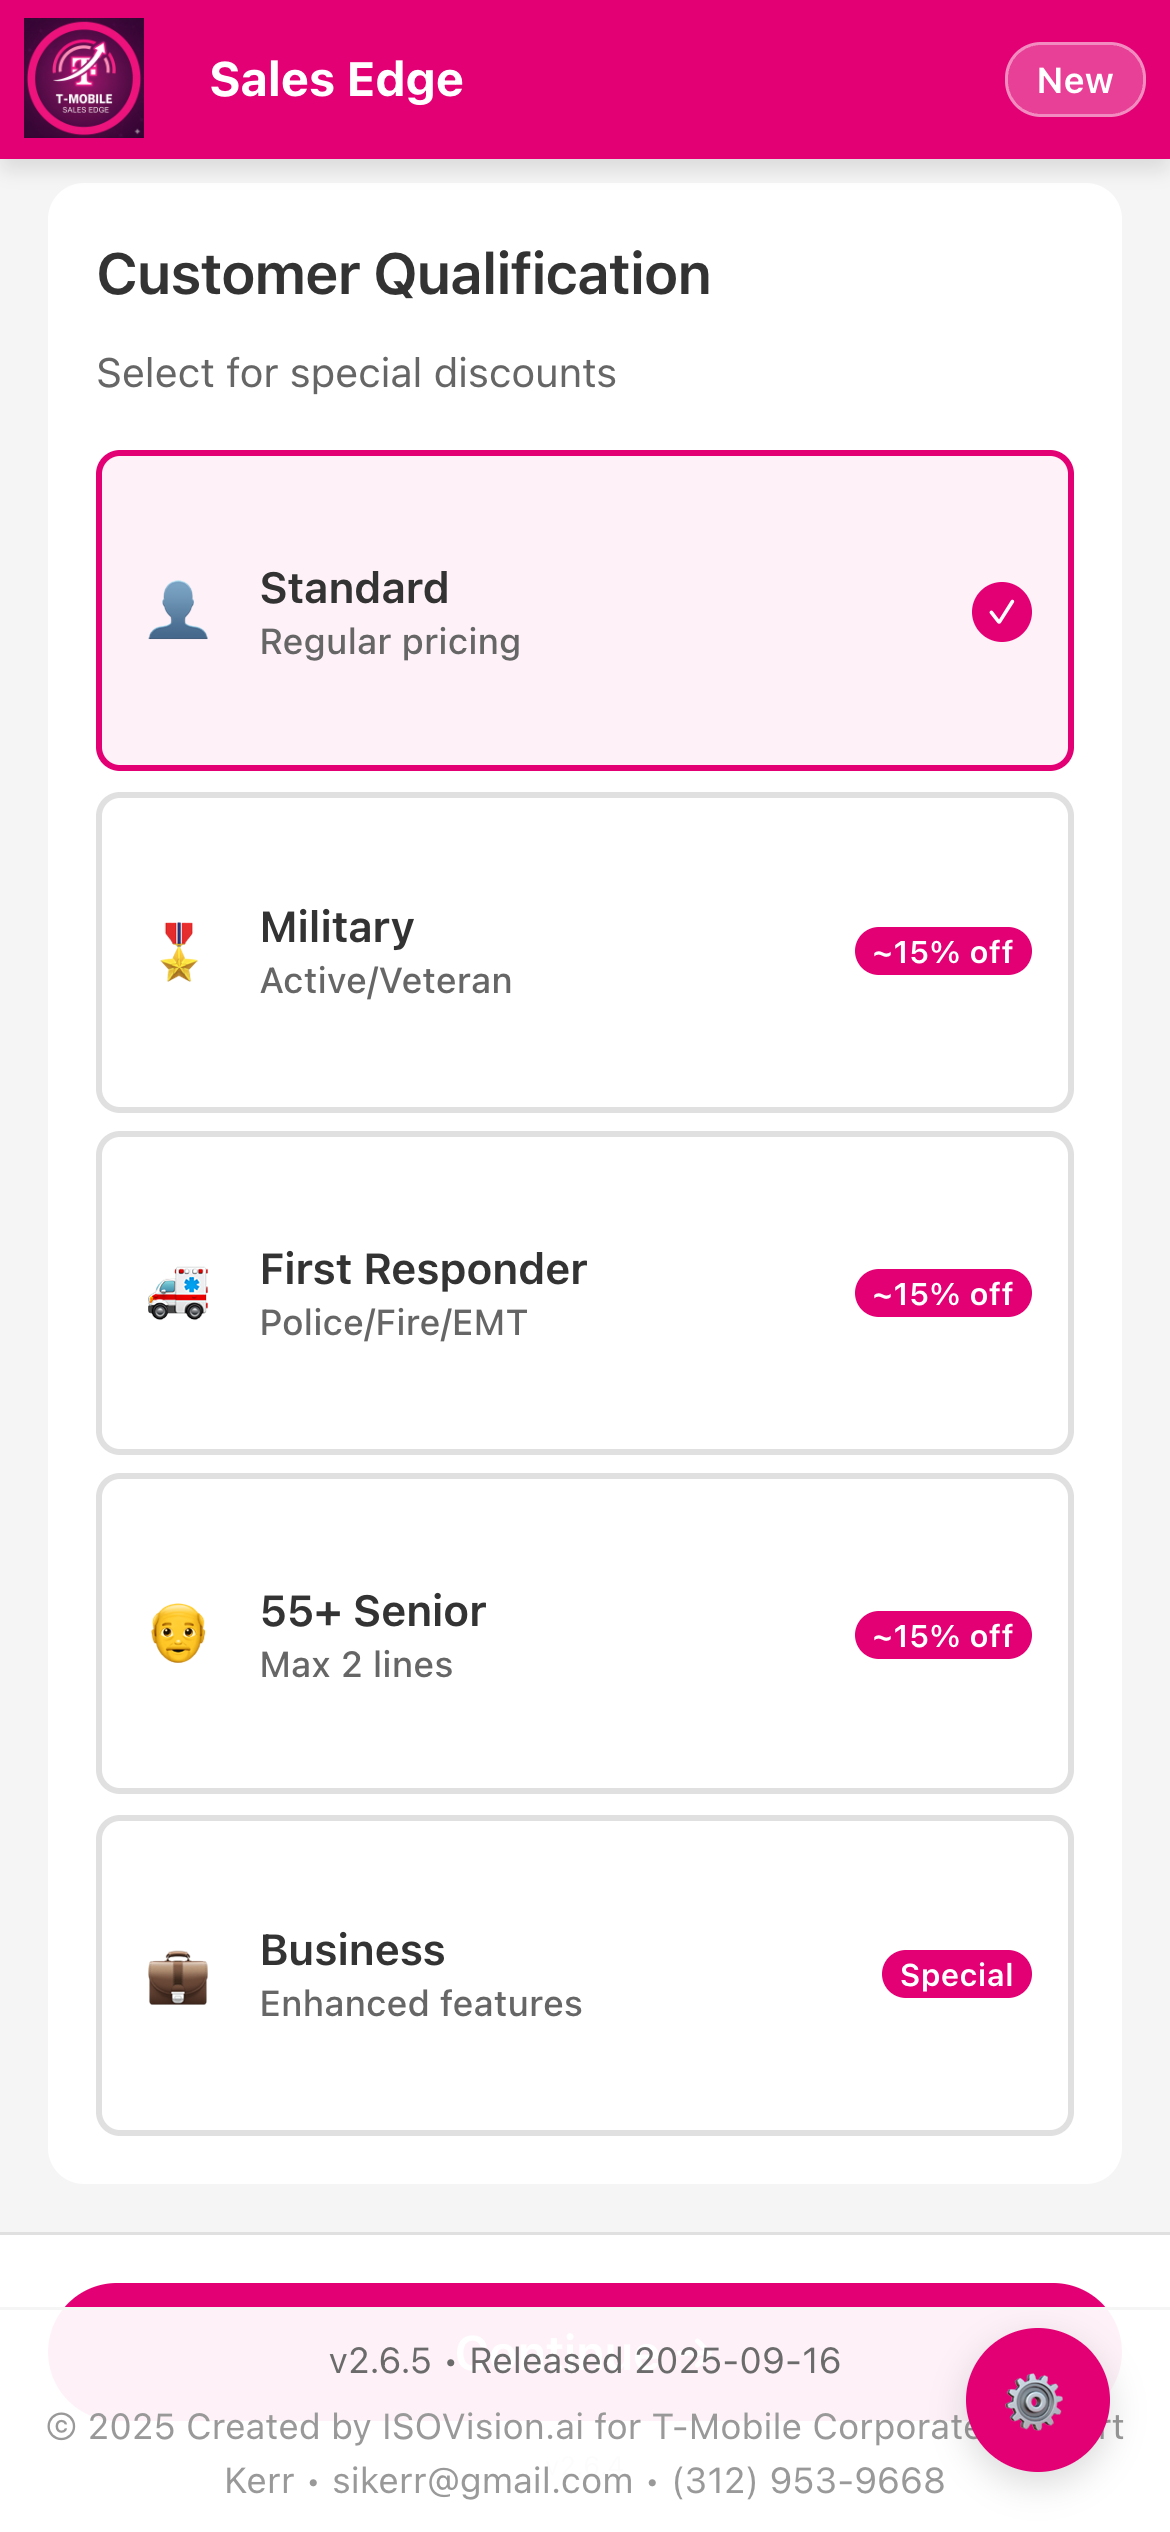 T-MOBILE
SALES EDGE
Sales Edge
New
Customer Qualification
Select for special discounts
Standard
Regular pricing
Military
Active/Veteran
~15% off
First Responder
Police/Fire/EMT
~15% off
55+ Senior
Max 2 lines
~15% off
Business
Enhanced features
Special
v2.6.5 • Released 2025-09-16
© 2025 Created by ISOVision.ai for T-Mobile Corporate
Kerr • sikerr@gmail.com • (312) 953-9668